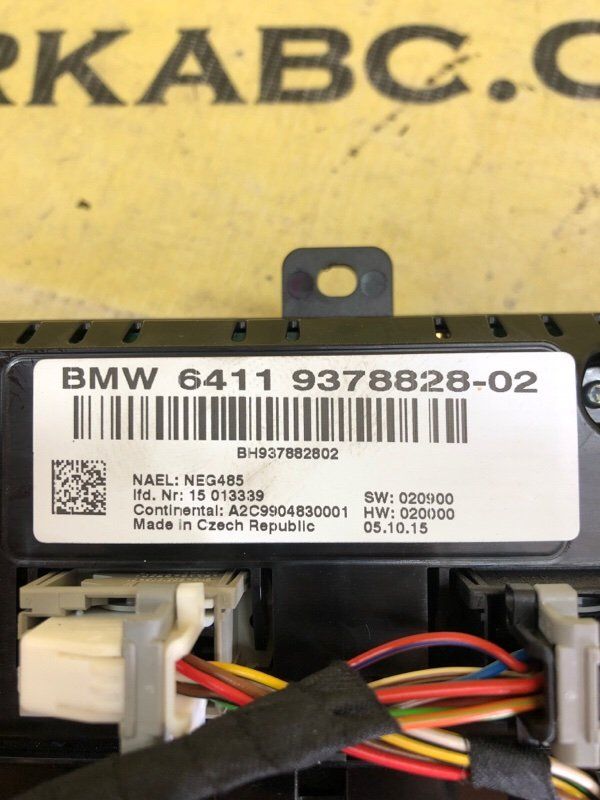 RKABC.C
BMW 6411 9378828-02
BH937882802
NAEL: NEG485
lfd. Nr: 15 013339
Continental: A2C9904830001
Made in Czech Republic
SW: 020900
HW: 020000
05.10.15